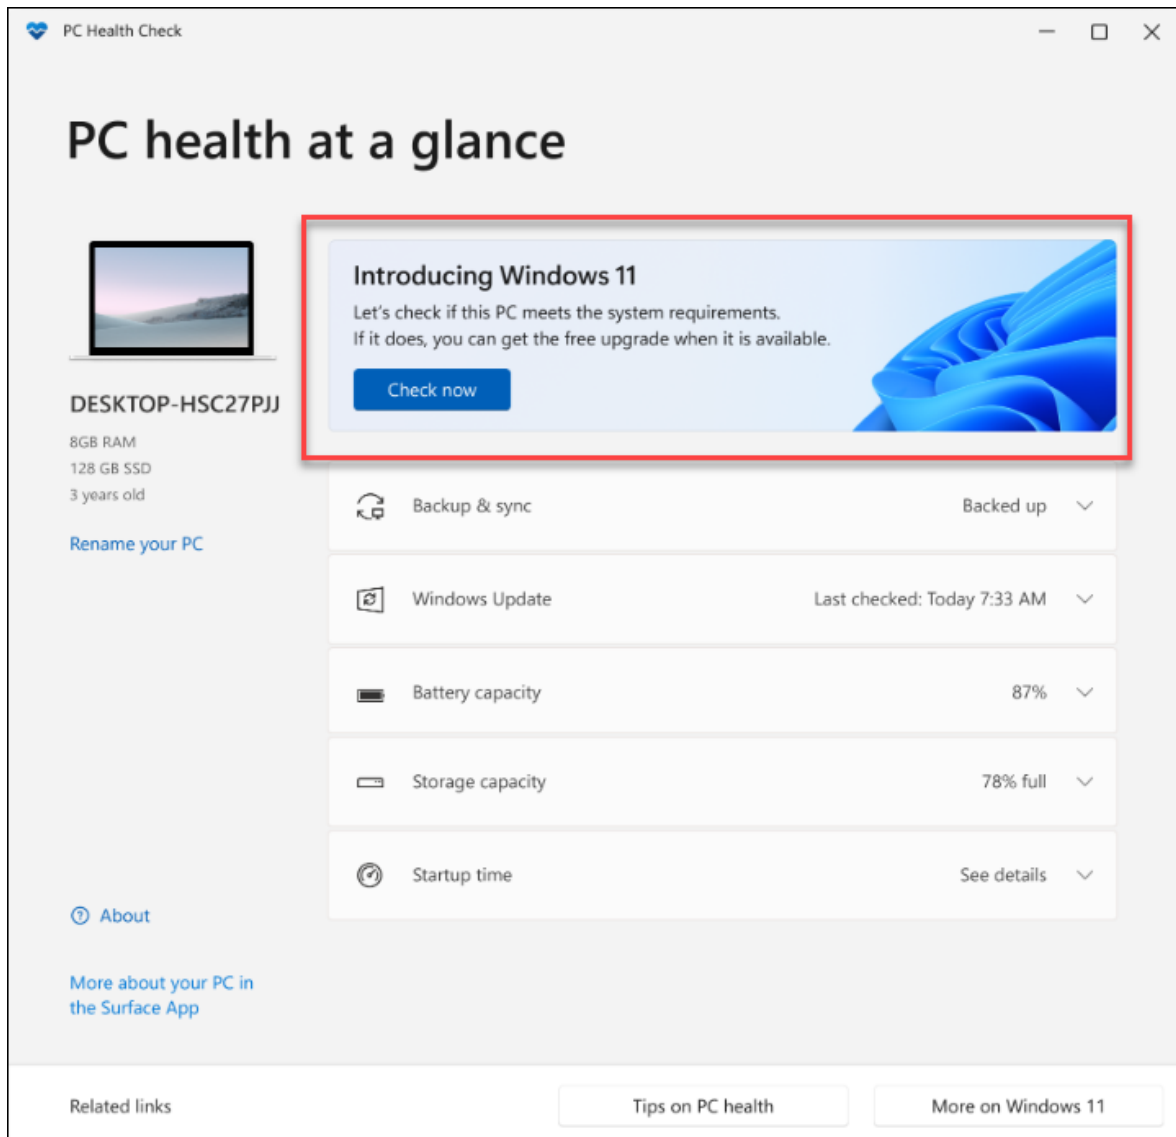 PC Health Check
PC health at a glance
Introducing Windows 11
Let's check if this PC meets the system requirements.
If it does, you can get the free upgrade when it is available.
Check now
DESKTOP-HSC27PJJ
8GB RAM
128 GB SSD
3 years old
Rename your PC
Backup & sync Backed up
Windows Update Last checked: Today 7:33 AM
Battery capacity 87%
Storage capacity 78% full
Startup time See details
About
More about your PC in
the Surface App
Related links Tips on PC health More on Windows 11